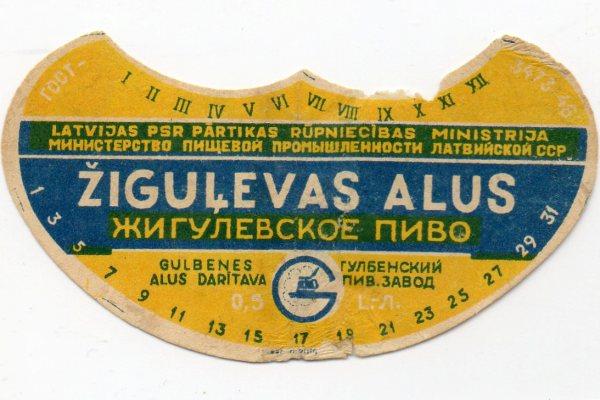 ГОСТ- 3473-46
I II III IV V VI VII VIII IX X XI XII
LATVIJAS PSR PĀRTIKAS RŪPNIECĪBAS MINISTRIJA
МИНИСТЕРСТВО ПИЩЕВОЙ ПРОМЫШЛЕННОСТИ ЛАТВИЙСКОЙ ССР
ŽIGUĻEVAS ALUS
ЖИГУЛЕВСКОЕ ПИВО
GULBENES
ALUS DARĪTAVA
ГУЛБЕНСКИЙ
ПИВ. ЗАВОД
0,5 L.-Л.
1 3 5 7 9 11 13 15 17 19 21 23 25 27 29 31